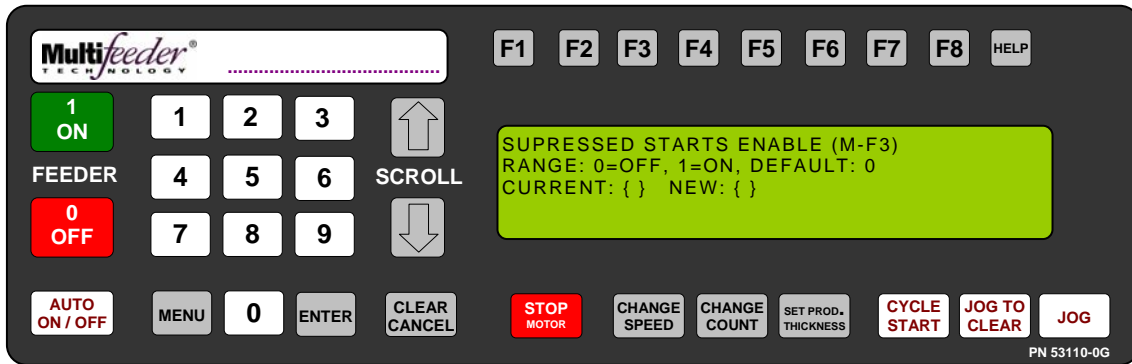 Multifeeder®
TECHNOLOGY
F1 F2 F3 F4 F5 F6 F7 F8 HELP
1
ON
FEEDER
0
OFF
1 2 3
4 5 6
7 8 9
SCROLL
SUPRESSED STARTS ENABLE (M-F3)
RANGE: 0=OFF, 1=ON, DEFAULT: 0
CURRENT: { } NEW: { }
AUTO
ON / OFF
MENU
0
ENTER
CLEAR
CANCEL
STOP
MOTOR
CHANGE
SPEED
CHANGE
COUNT
SET PROD.
THICKNESS
CYCLE
START
JOG TO
CLEAR
JOG
PN 53110-0G